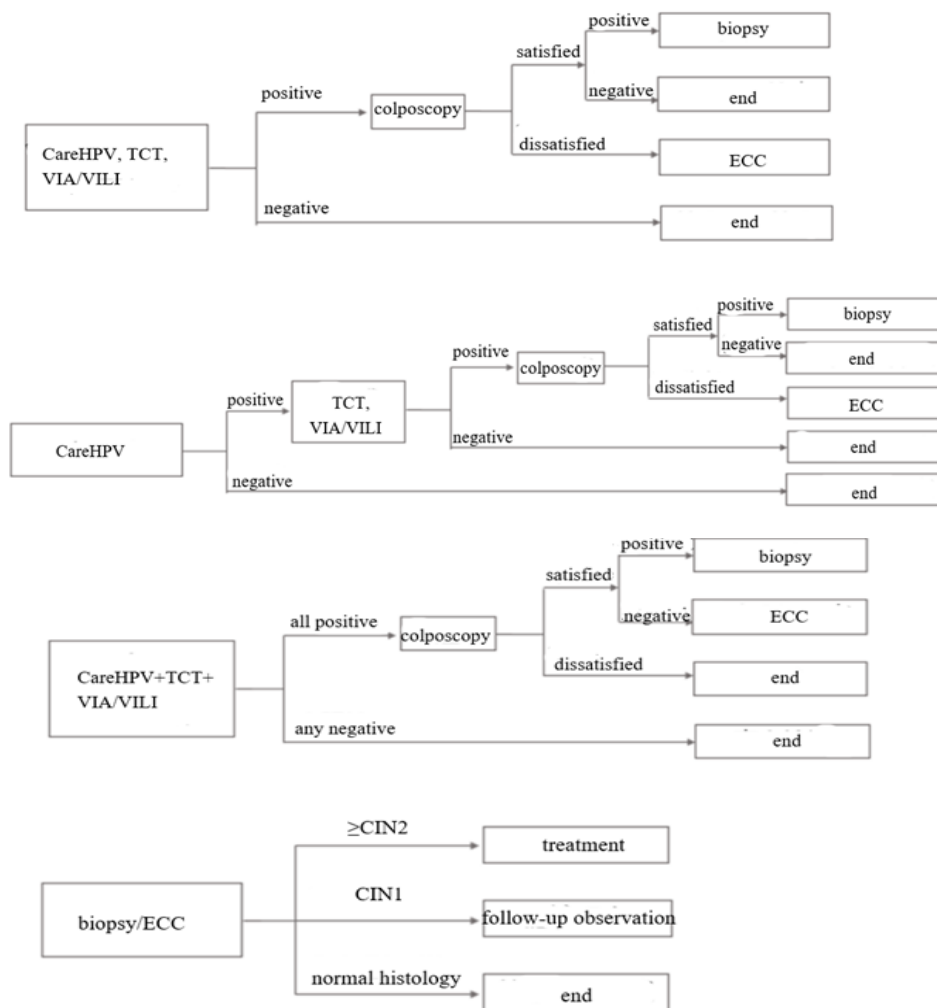 positive
biopsy
satisfied
positive
negative
end
colposcopy
dissatisfied
ECC
CareHPV, TCT,
VIA/VILI
negative
end
positive
biopsy
satisfied
negative
end
positive
colposcopy
dissatisfied
ECC
positive
TCT,
VIA/VILI
negative
end
CareHPV
negative
end
positive
biopsy
satisfied
negative
ECC
all positive
colposcopy
dissatisfied
end
CareHPV+TCT+
VIA/VILI
any negative
end
≥CIN2
treatment
CIN1
biopsy/ECC
follow-up observation
normal histology
end